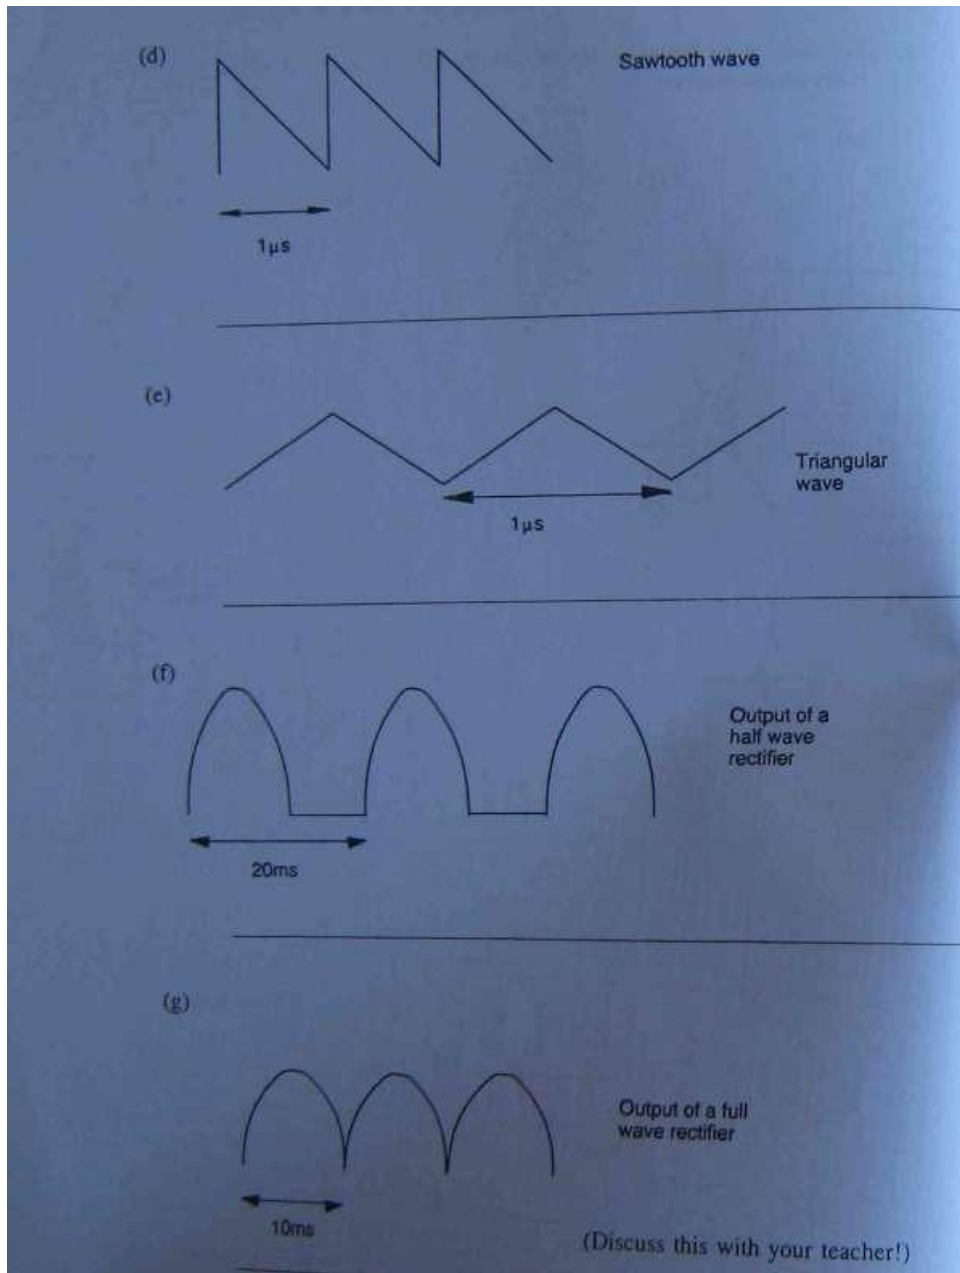 (d)
Sawtooth wave
1μs
(e)
Triangular
wave
1μs
(f)
Output of a
half wave
rectifier
20ms
(g)
Output of a full
wave rectifier
10ms
(Discuss this with your teacher!)